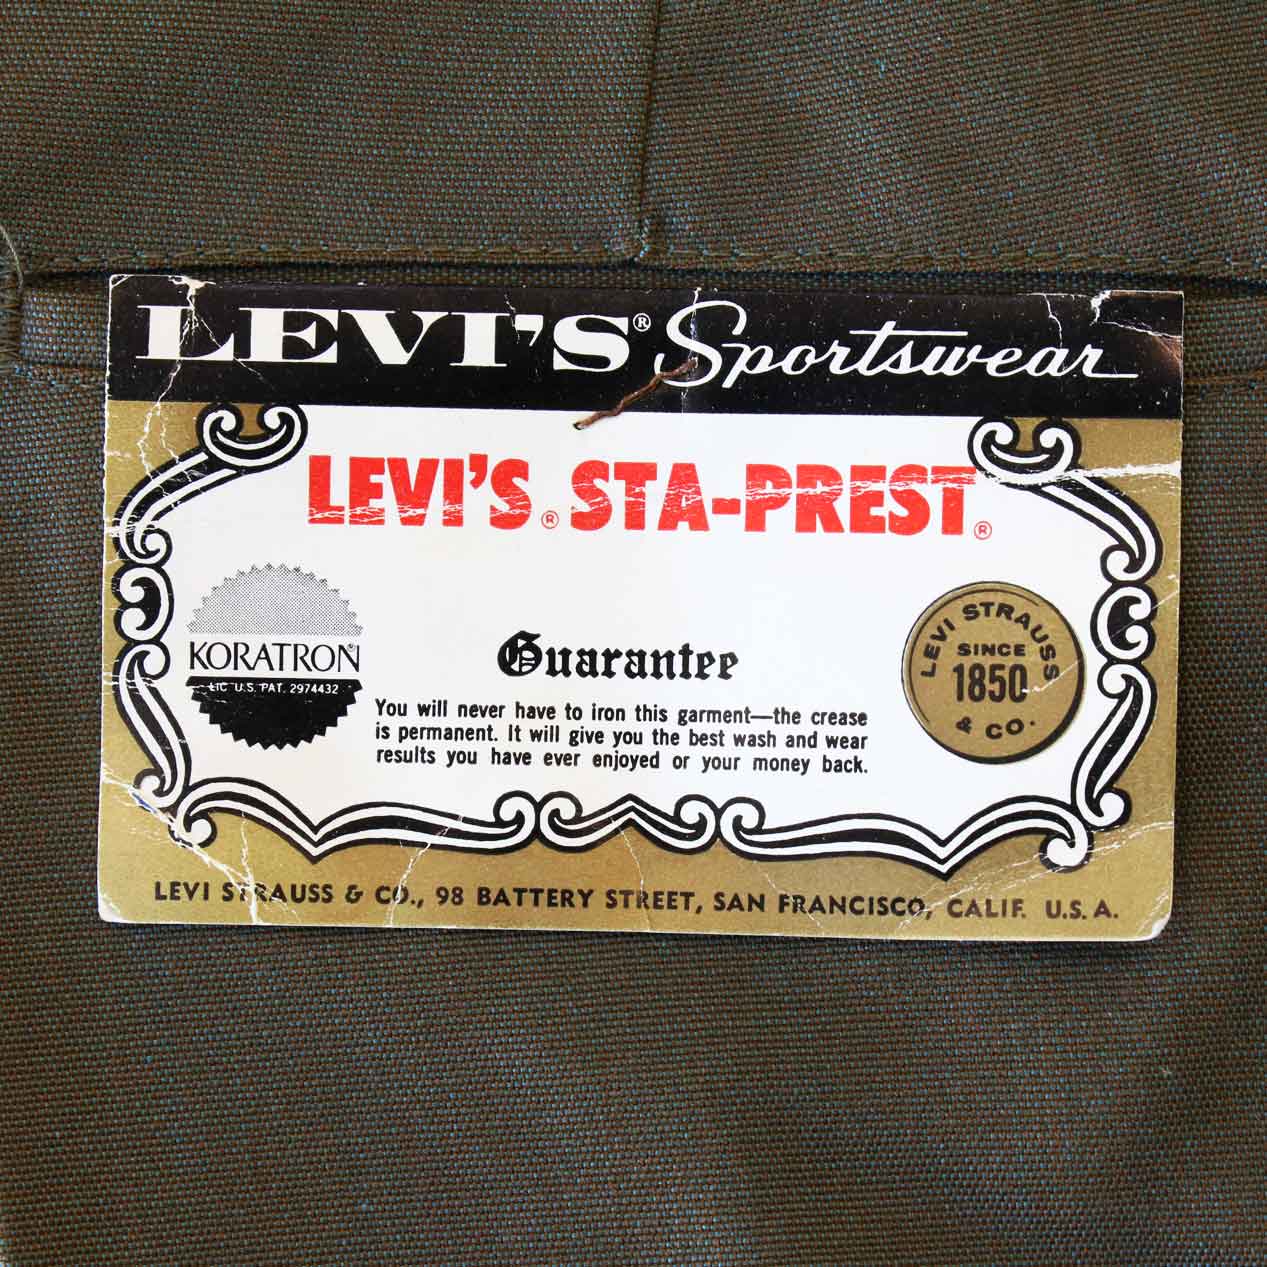 LEVI'S® Sportswear
LEVI'S® STA-PREST®
KORATRON®
LIC U.S. PAT. 2974432
Guarantee
You will never have to iron this garment—the crease
is permanent. It will give you the best wash and wear
results you have ever enjoyed or your money back.
LEVI STRAUSS
SINCE
1850
& CO.
LEVI STRAUSS & CO., 98 BATTERY STREET, SAN FRANCISCO, CALIF. U.S.A.